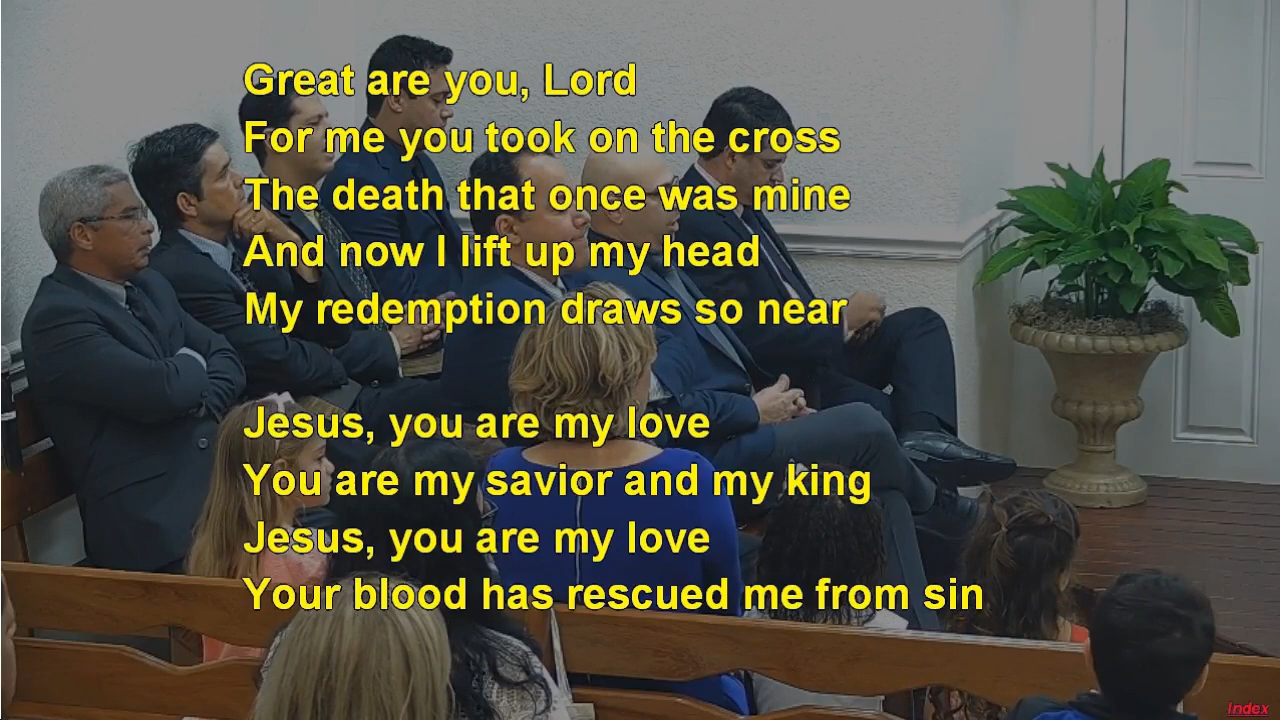 Great are you, Lord
For me you took on the cross
The death that once was mine
And now I lift up my head
My redemption draws so near
Jesus, you are my love
You are my savior and my king
Jesus, you are my love
Your blood has rescued me from sin
Index